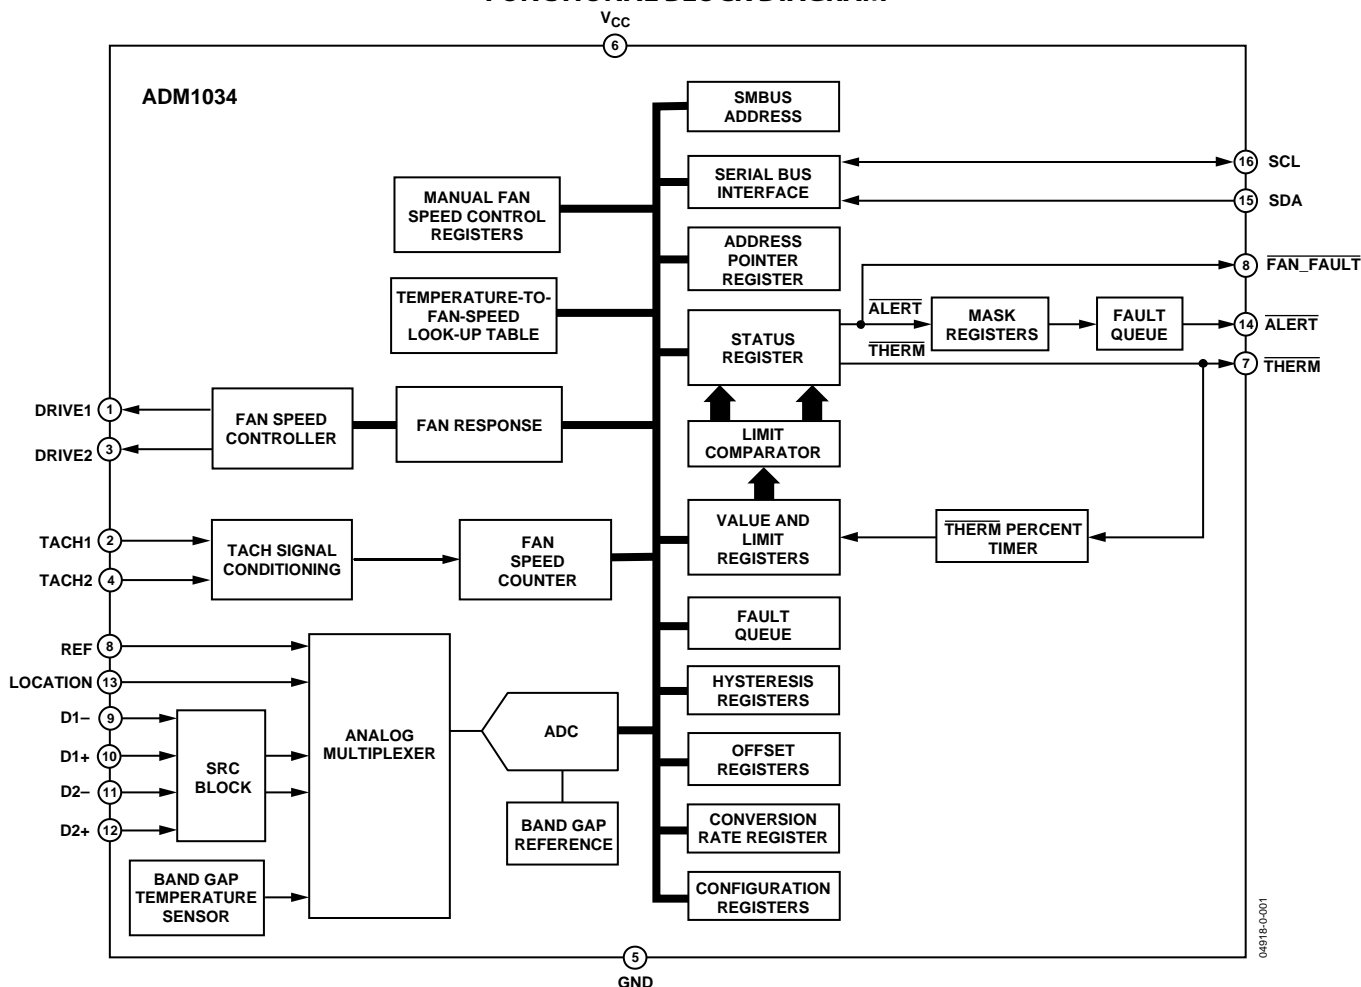 VCC
6
ADM1034
SMBUS
ADDRESS
SERIAL BUS
INTERFACE
16 SCL
15 SDA
MANUAL FAN
SPEED CONTROL
REGISTERS
ADDRESS
POINTER
REGISTER
8 FAN_FAULT
TEMPERATURE-TO-
FAN-SPEED
LOOK-UP TABLE
STATUS
REGISTER
ALERT
THERM
MASK
REGISTERS
FAULT
QUEUE
14 ALERT
7 THERM
DRIVE1 1
DRIVE2 3
FAN SPEED
CONTROLLER
FAN RESPONSE
LIMIT
COMPARATOR
TACH1 2
TACH2 4
TACH SIGNAL
CONDITIONING
FAN
SPEED
COUNTER
VALUE AND
LIMIT
REGISTERS
THERM PERCENT
TIMER
FAULT
QUEUE
REF 8
LOCATION 13
D1– 9
D1+ 10
D2– 11
D2+ 12
SRC
BLOCK
ANALOG
MULTIPLEXER
ADC
BAND GAP
REFERENCE
HYSTERESIS
REGISTERS
OFFSET
REGISTERS
CONVERSION
RATE REGISTER
CONFIGURATION
REGISTERS
BAND GAP
TEMPERATURE
SENSOR
5
GND
04918-0-001